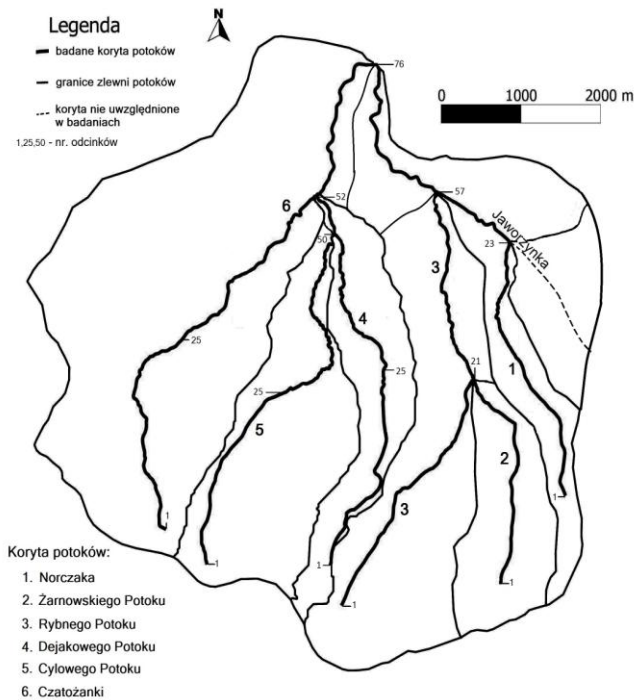 Legenda
N
badane koryta potoków
granice zlewni potoków
koryta nie uwzględnione
w badaniach
1,25,50 - nr. odcinków
0 1000 2000 m
76
6
52
57
Jaworzynka
23
50
3
4
25
25
21
1
25
5
2
3
1
1
1
1
1
1
Koryta potoków:
1. Norczaka
2. Żarnowskiego Potoku
3. Rybnego Potoku
4. Dejakowego Potoku
5. Cylowego Potoku
6. Czatożanki